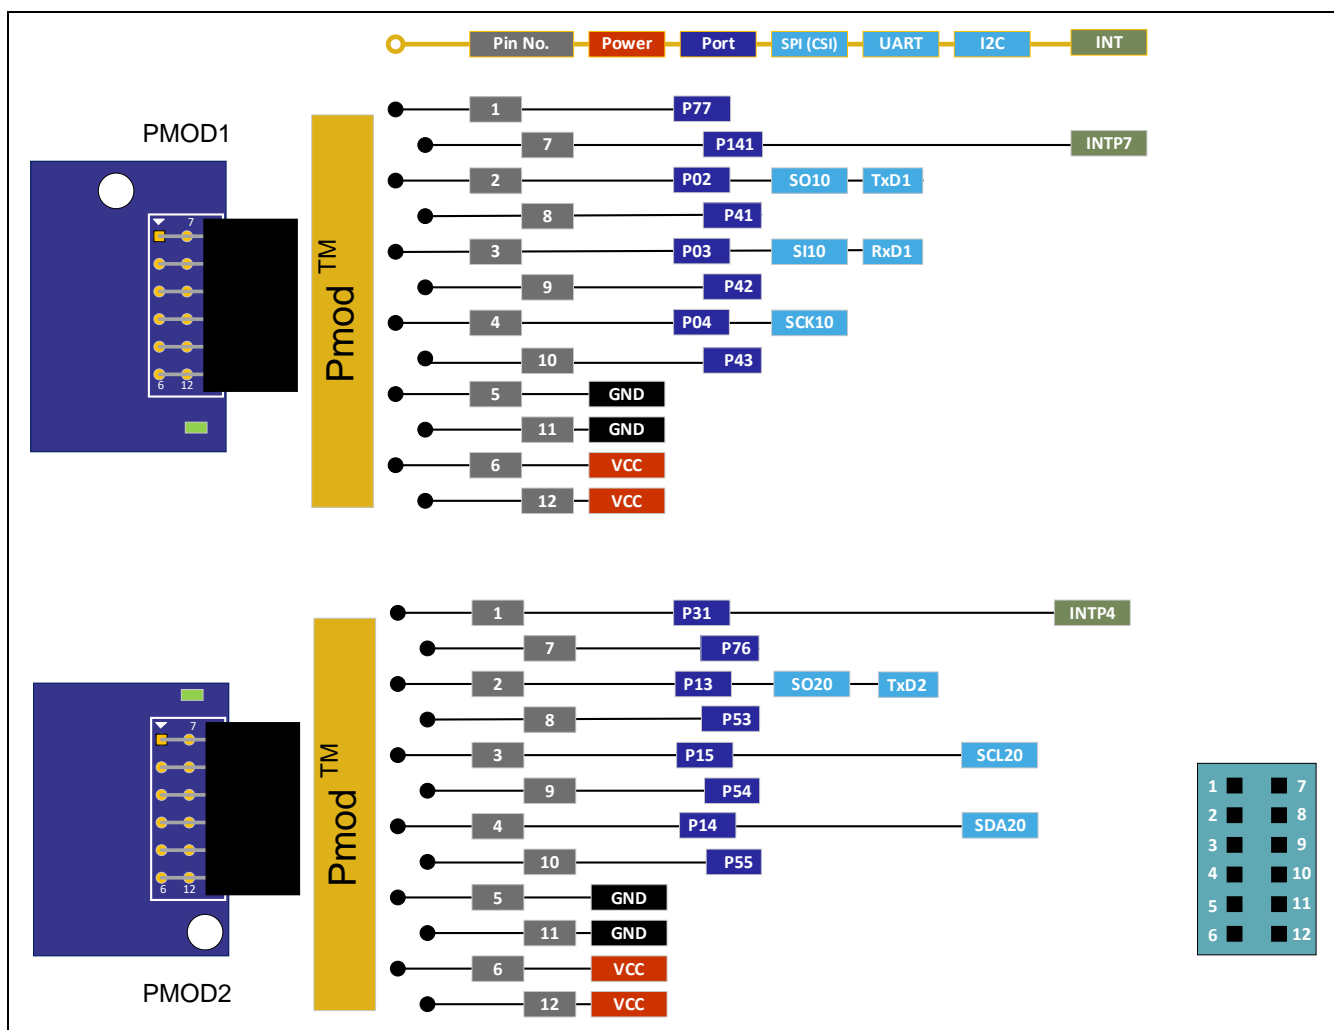 Pin No. Power Port SPI (CSI) UART I2C INT
PMOD1
7
6 12
Pmod TM
1 P77
7 P141 INTP7
2 P02 SO10 TxD1
8 P41
3 P03 SI10 RxD1
9 P42
4 P04 SCK10
10 P43
5 GND
11 GND
6 VCC
12 VCC
7
6 12
PMOD2
Pmod TM
1 P31 INTP4
7 P76
2 P13 SO20 TxD2
8 P53
3 P15 SCL20
9 P54
4 P14 SDA20
10 P55
5 GND
11 GND
6 VCC
12 VCC
1 7
2 8
3 9
4 10
5 11
6 12